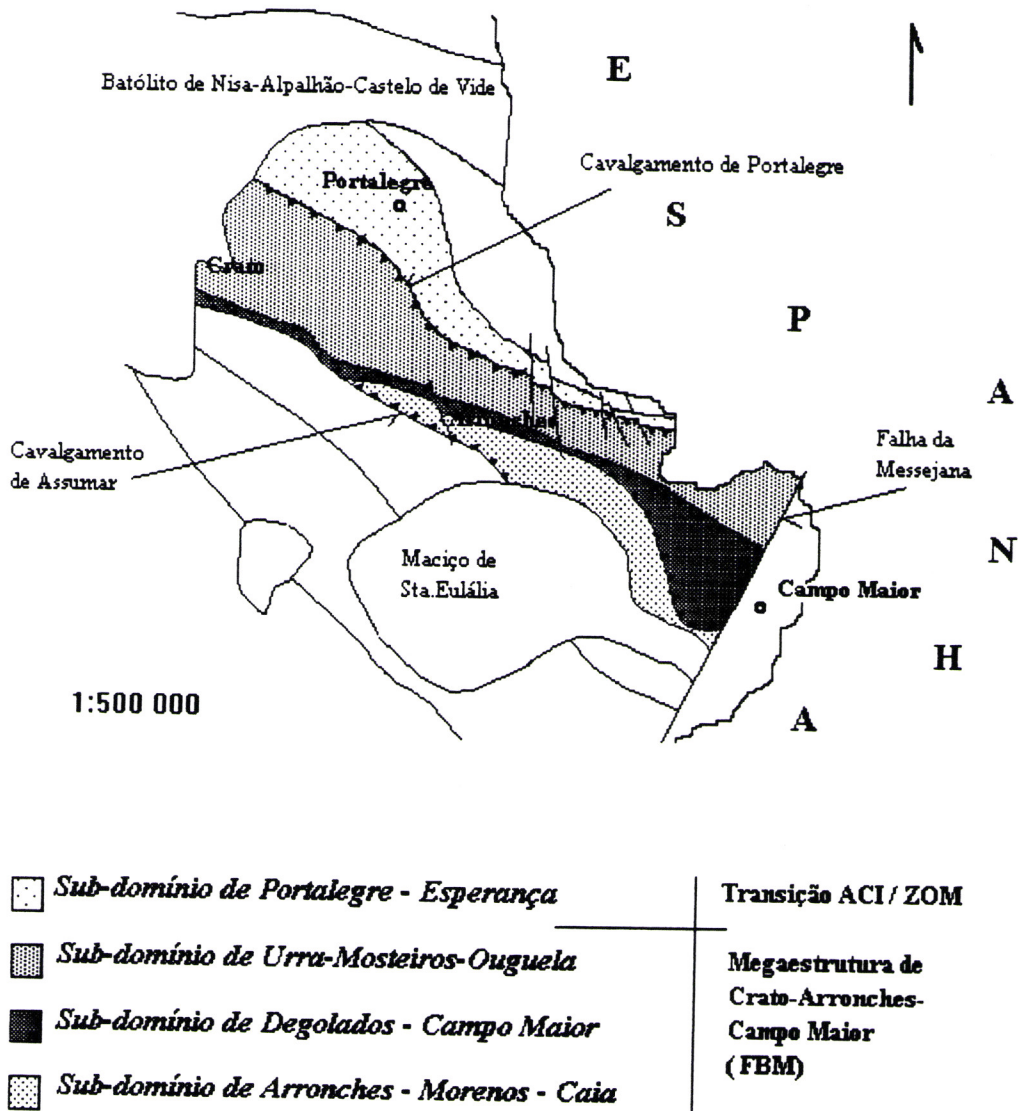 E
Batólito de Nisa-Alpalhão-Castelo de Vide
Cavalgamento de Portalegre
Portalegre
S
P
A
Cavalgamento
de Assumar
Falha da
Messejana
Maciço de
Sta.Eulália
N
Campo Maior
H
1:500 000
A
Sub-domínio de Portalegre - Esperança
Transição ACI / ZOM
Sub-domínio de Urra-Mosteiros-Ouguela
Megaestrutura de
Crato-Arronches-
Campo Maior
( FBM)
Sub-domínio de Degolados - Campo Maior
Sub-domínio de Arronches - Morenos - Caia